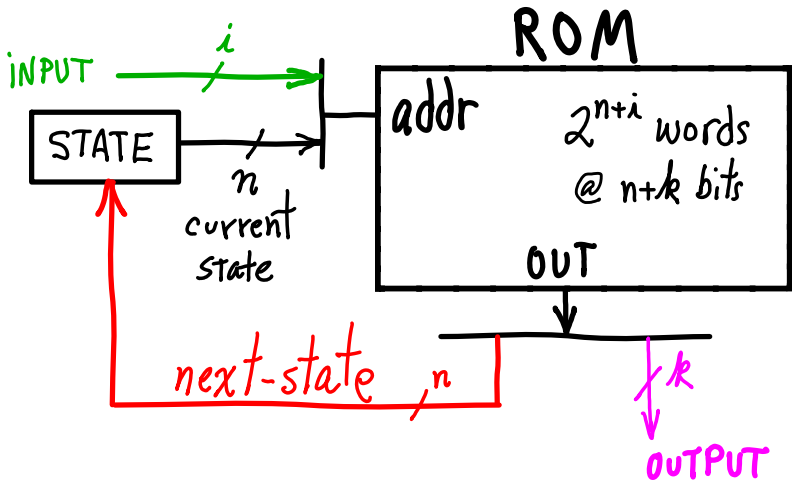 ROM
i
INPUT
addr
2^{n+i} words
@ n+k bits
STATE
n
current
state
OUT
next-state
n
k
OUTPUT